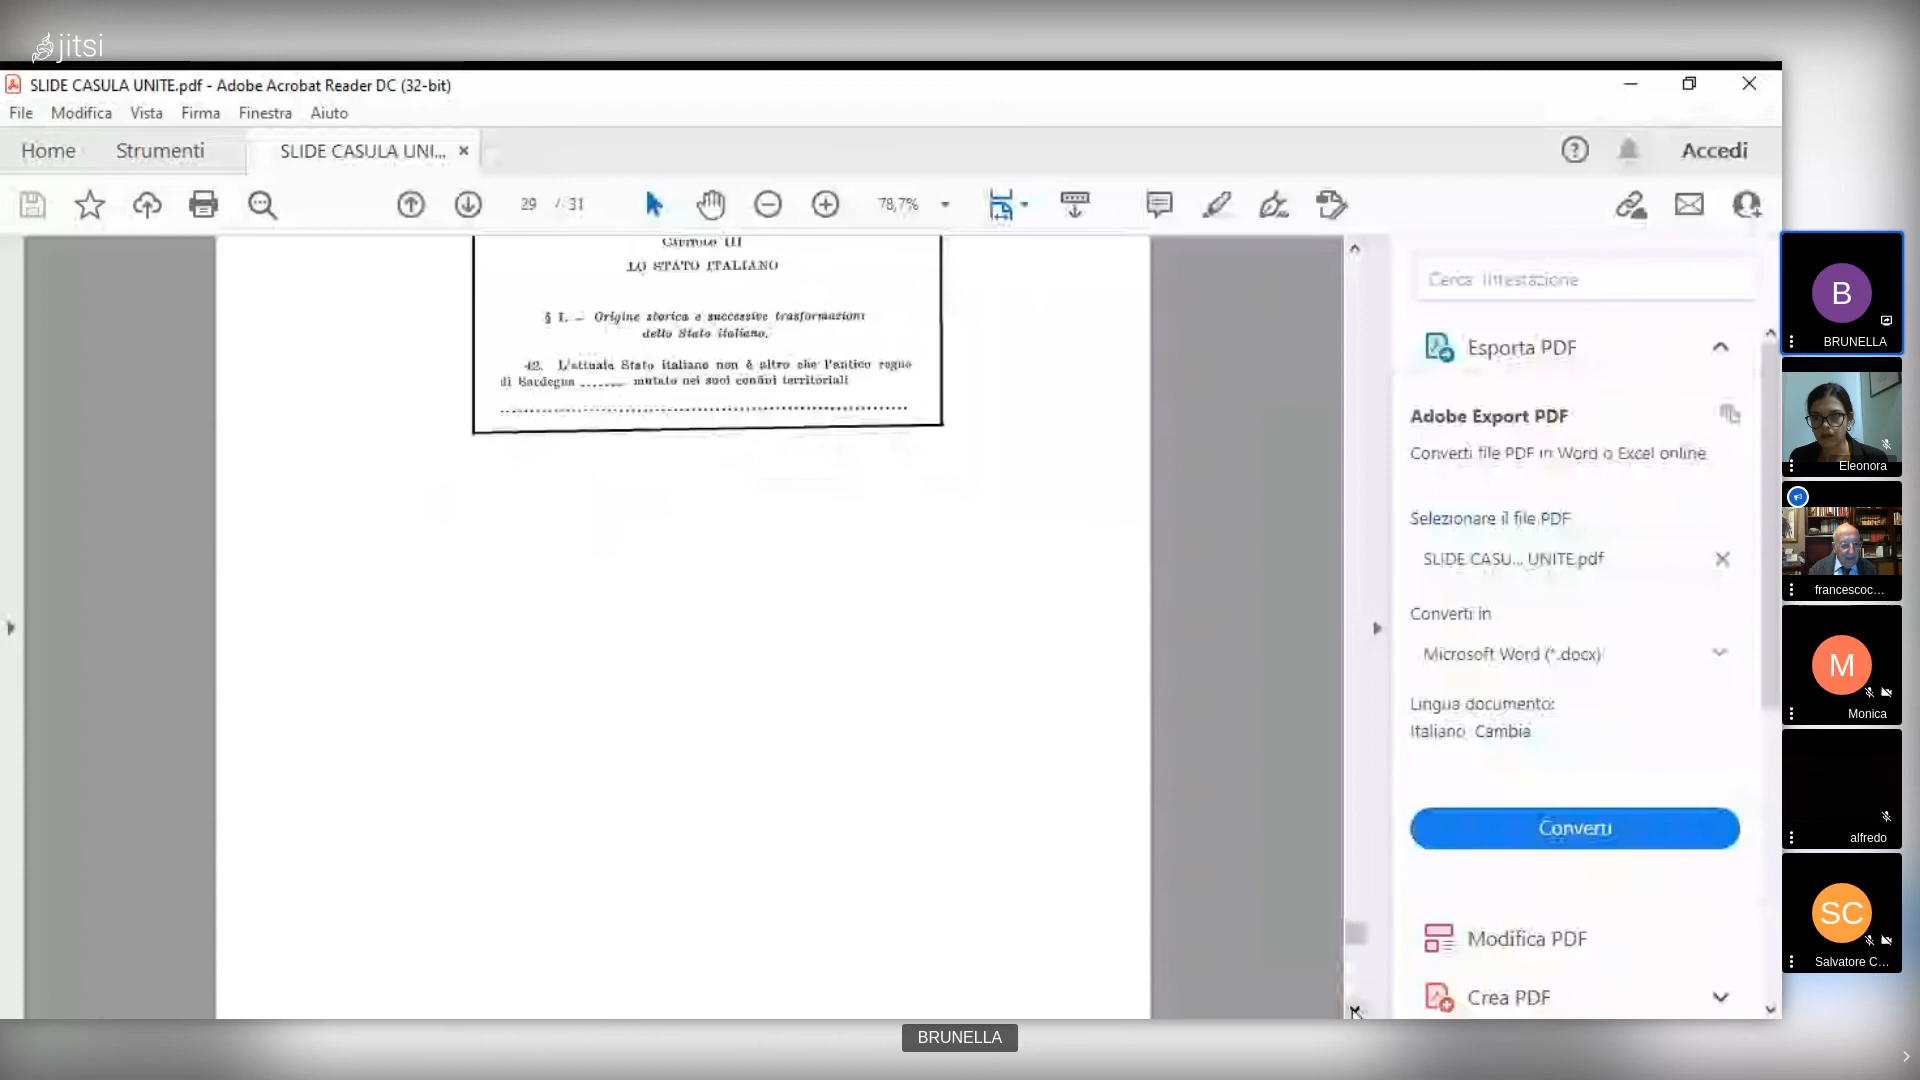 jitsi
SLIDE CASULA UNITE.pdf - Adobe Acrobat Reader DC (32-bit)
File Modifica Vista Firma Finestra Aiuto
Home Strumenti SLIDE CASULA UNI... × Accedi
29 / 31 78,7%
Capitolo III
LO STATO ITALIANO
§ 1. – Origine storica e successive trasformazioni
dello Stato italiano.
42. L'attuale Stato italiano non è altro che l'antico regno
di Sardegna ....... mutato nei suoi confini territoriali
Cerca
Esporta PDF
Adobe Export PDF
Converti file PDF in Word o Excel online.
Selezionare il file PDF
SLIDE CASU... UNITE.pdf
Converti in
Microsoft Word (*.docx)
Lingua documento:
Italiano Cambia
Converti
Modifica PDF
Crea PDF
B
BRUNELLA
Eleonora
francescoc...
M
Monica
alfredo
SC
Salvatore C...
BRUNELLA